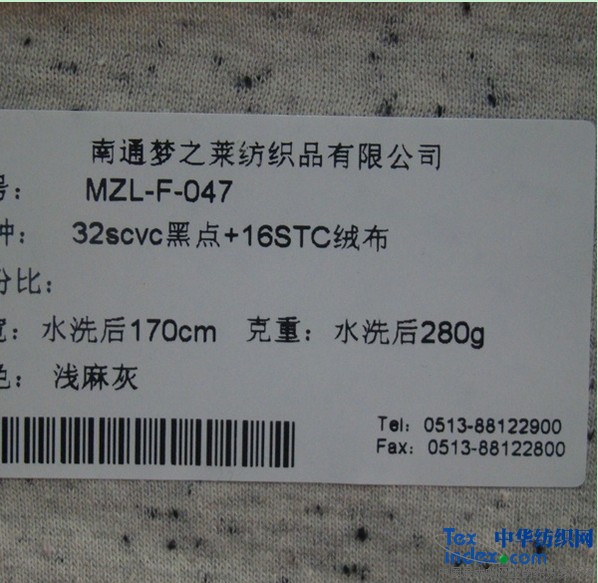 南通梦之莱纺织品有限公司
号： MZL-F-047
种： 32scvc黑点+16STC绒布
分比：
宽： 水洗后170cm 克重： 水洗后280g
色： 浅麻灰
Tel： 0513-88122900
Fax： 0513-88122800
Tex 中华纺织网
index.com